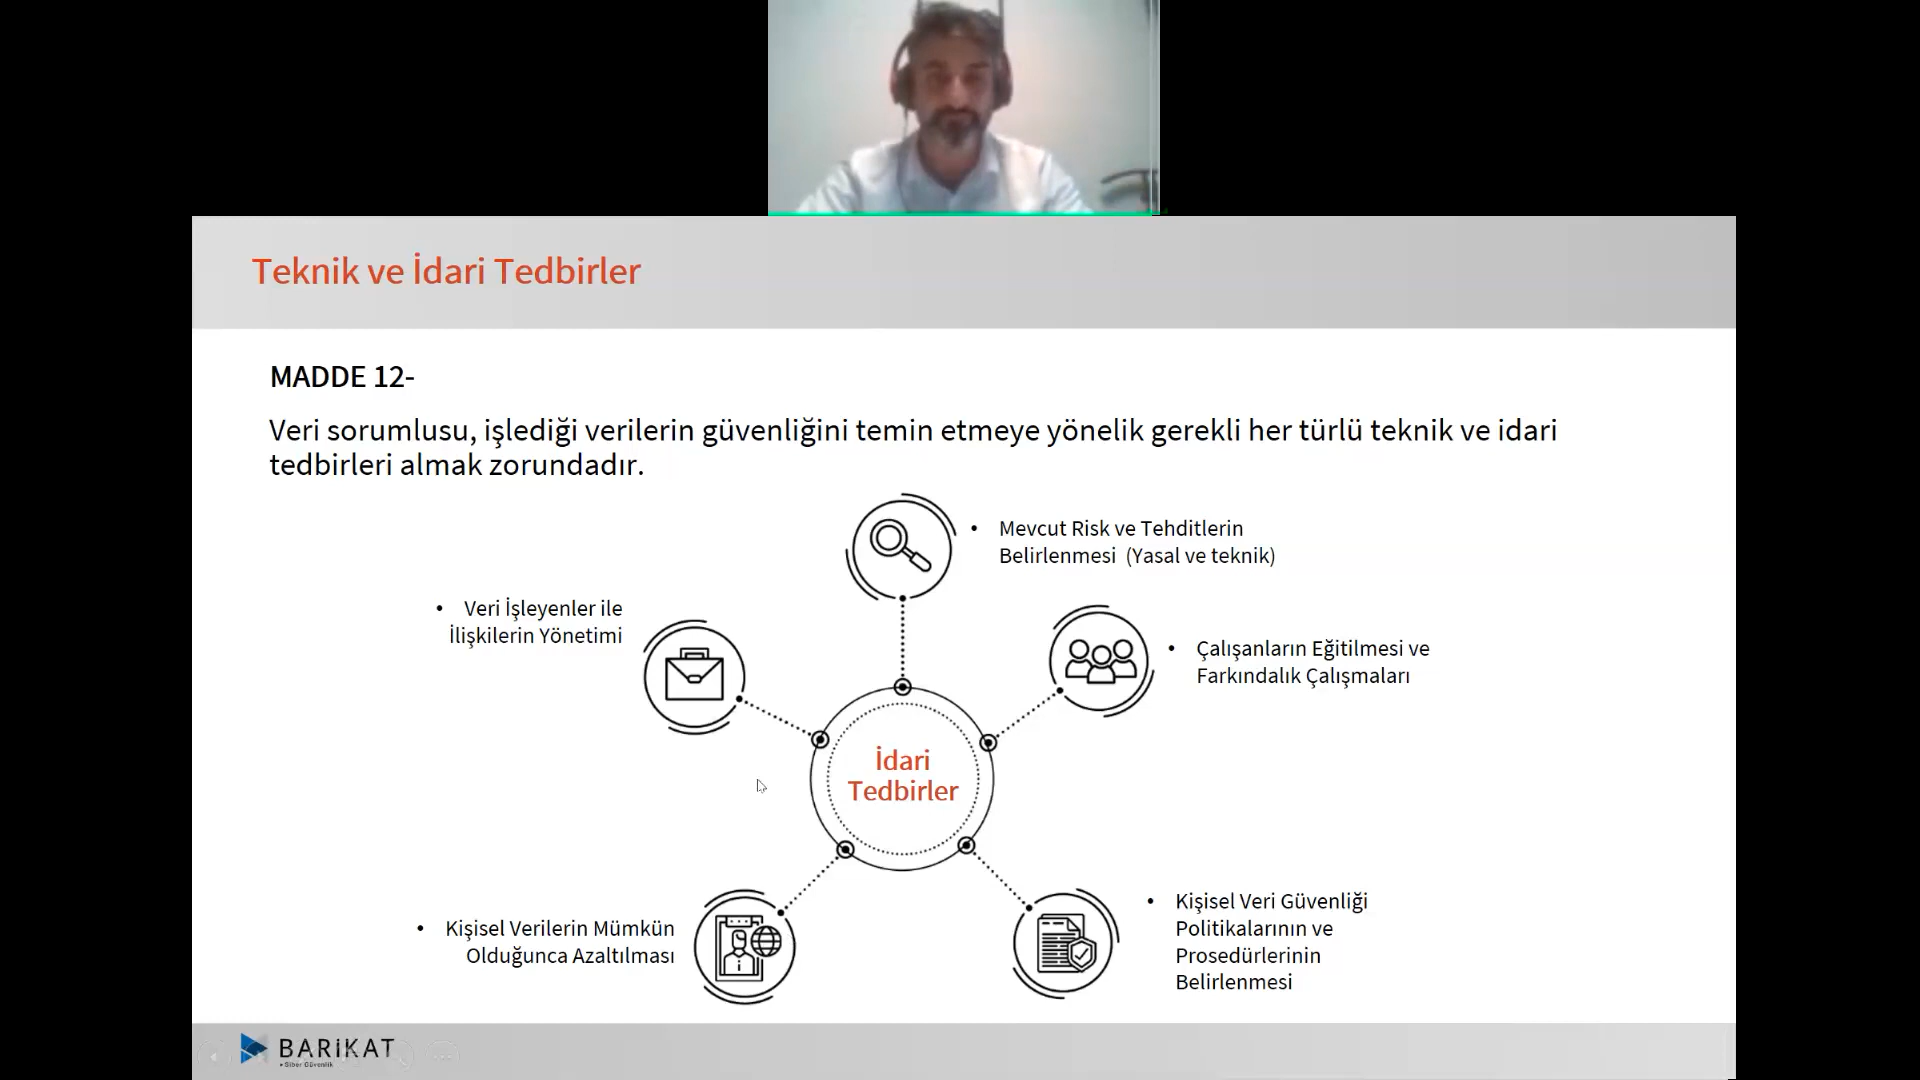 Teknik ve İdari Tedbirler
MADDE 12-
Veri sorumlusu, işlediği verilerin güvenliğini temin etmeye yönelik gerekli her türlü teknik ve idari
tedbirleri almak zorundadır.
• Mevcut Risk ve Tehditlerin
Belirlenmesi (Yasal ve teknik)
• Veri İşleyenler ile
İlişkilerin Yönetimi
• Çalışanların Eğitilmesi ve
Farkındalık Çalışmaları
İdari
Tedbirler
• Kişisel Verilerin Mümkün
Olduğunca Azaltılması
• Kişisel Veri Güvenliği
Politikalarının ve
Prosedürlerinin
Belirlenmesi
BARiKAT
Siber Güvenlik